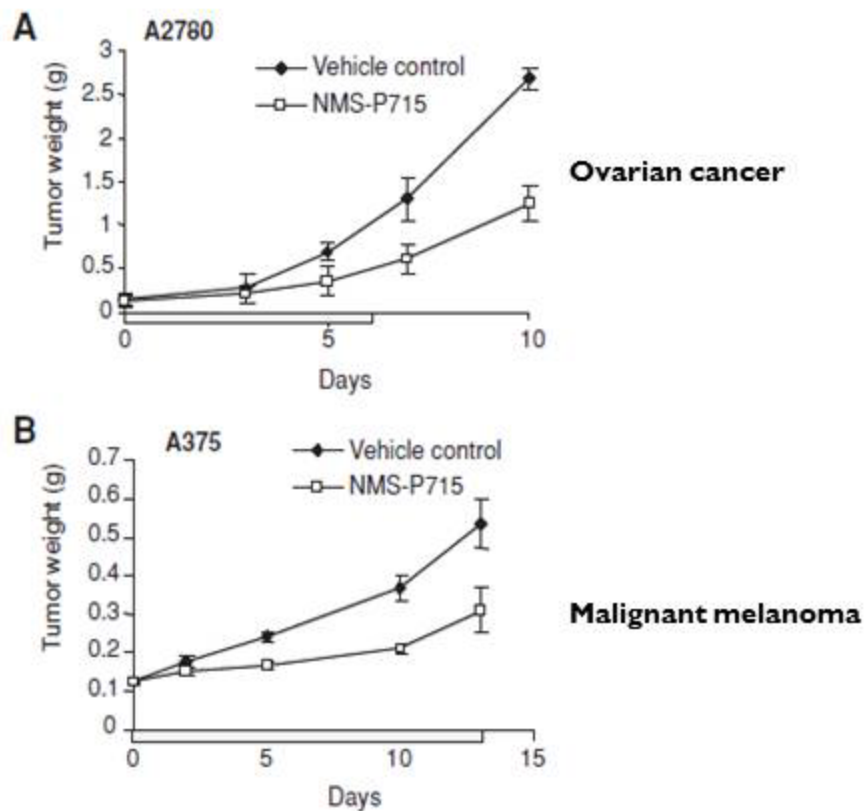 A
A2780
Vehicle control
NMS-P715
Tumor weight (g)
3
2.5
2
1.5
1
0.5
0
0 5 10
Days
Ovarian cancer
B
A375
Vehicle control
NMS-P715
Tumor weight (g)
0.7
0.6
0.5
0.4
0.3
0.2
0.1
0
0 5 10 15
Days
Malignant melanoma